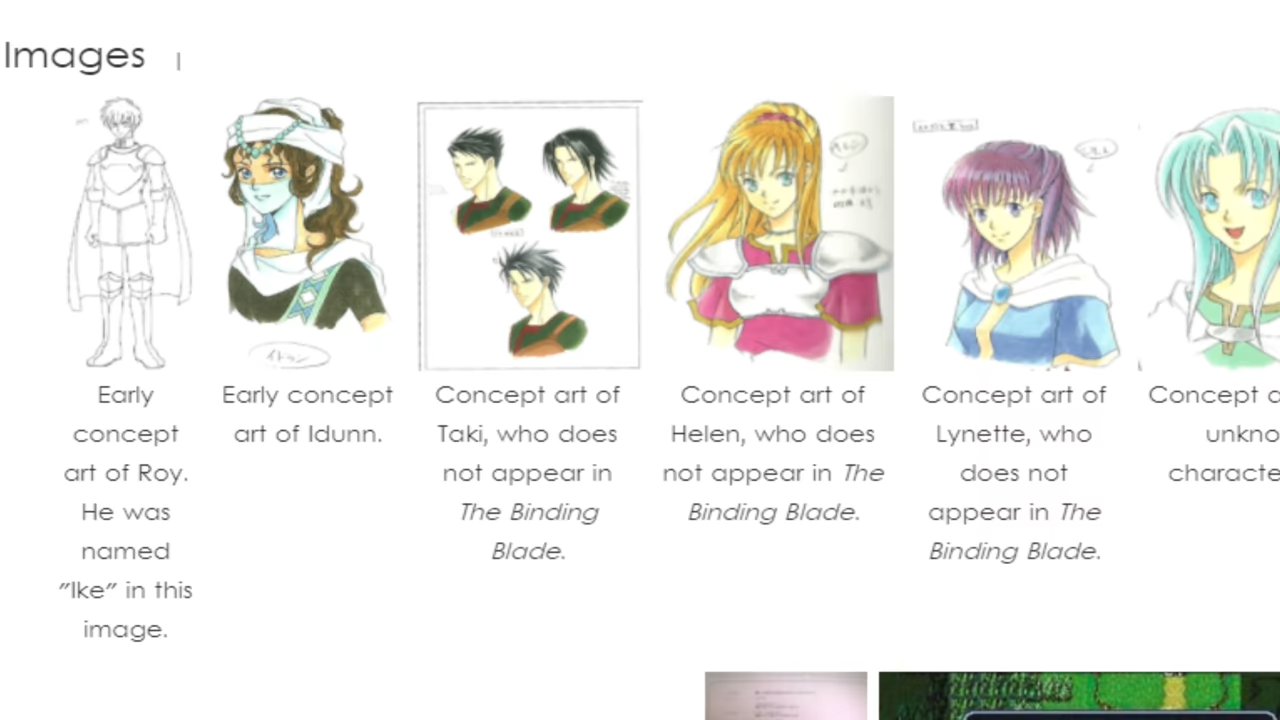 Images
Early
concept
art of Roy.
He was
named
"Ike" in this
image.
Early concept
art of Idunn.
Concept art of
Taki, who does
not appear in
The Binding
Blade.
Concept art of
Helen, who does
not appear in The
Binding Blade.
Concept art of
Lynette, who
does not
appear in The
Binding Blade.
Concept